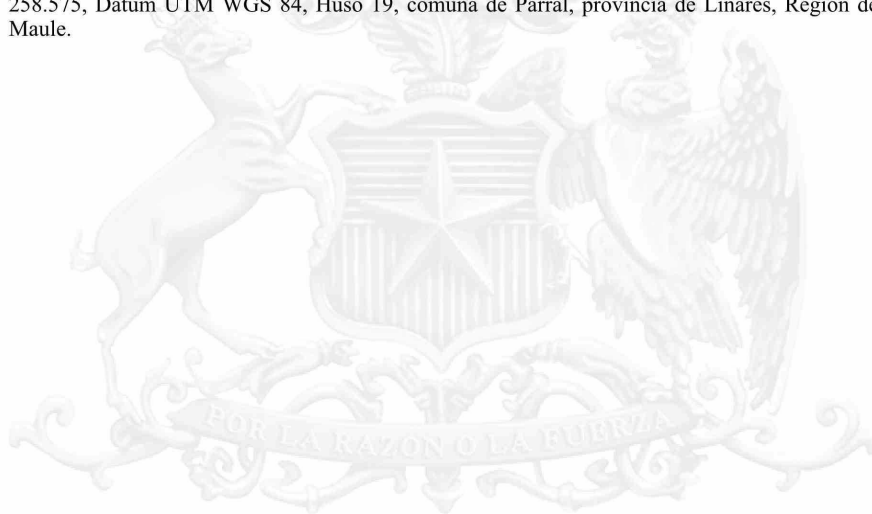 258.575, Datum UTM WGS 84, Huso 19, comuna de Parral, provincia de Linares, Región de
Maule.
POR LA RAZÓN O LA FUERZA